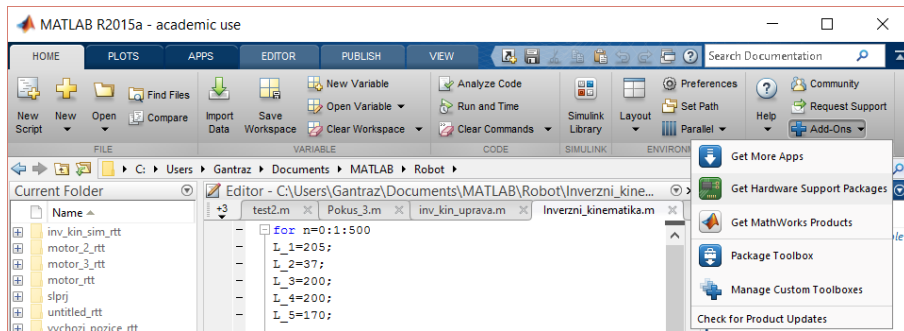 MATLAB R2015a - academic use
HOME PLOTS APPS EDITOR PUBLISH VIEW Search Documentation
New Script
New
Open
Find Files
Compare
FILE
Import Data
Save Workspace
New Variable
Open Variable
Clear Workspace
VARIABLE
Analyze Code
Run and Time
Clear Commands
CODE
Simulink Library
SIMULINK
Layout
Preferences
Set Path
Parallel
ENVIRONM
Help
Community
Request Support
Add-Ons
Get More Apps
Get Hardware Support Packages
Get MathWorks Products
Package Toolbox
Manage Custom Toolboxes
Check for Product Updates
C: Users Gantraz Documents MATLAB Robot
Current Folder
Name
inv_kin_sim_rtt
motor_2_rtt
motor_3_rtt
motor_rtt
slprj
untitled_rtt
vychozi_pozice_rtt
Editor - C:\Users\Gantraz\Documents\MATLAB\Robot\Inverzni_kine...
+3 test2.m Pokus_3.m inv_kin_uprava.m Inverzni_kinematika.m
for n=0:1:500
L_1=205;
L_2=37;
L_3=200;
L_4=200;
L_5=170;